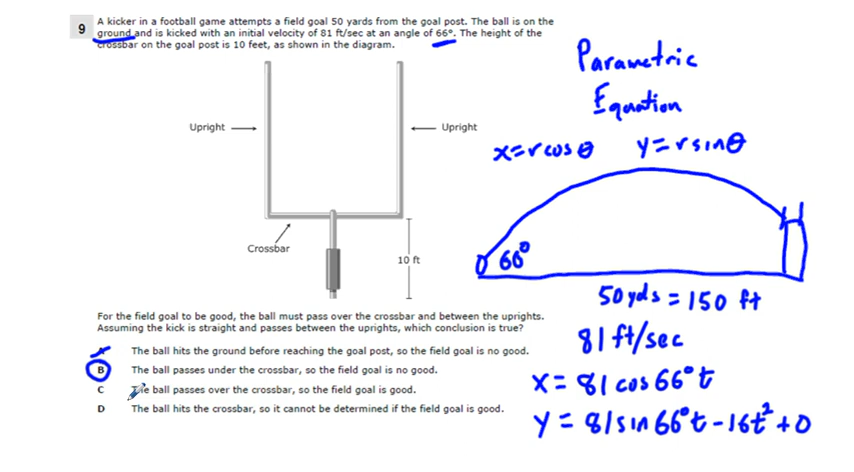 9
A kicker in a football game attempts a field goal 50 yards from the goal post. The ball is on the
ground and is kicked with an initial velocity of 81 ft/sec at an angle of 66°. The height of the
crossbar on the goal post is 10 feet, as shown in the diagram.
Parametric
Equation
Upright
Upright
x=rcosθ y=rsinθ
Crossbar
10 ft
66°
50yds = 150 ft
For the field goal to be good, the ball must pass over the crossbar and between the uprights.
Assuming the kick is straight and passes between the uprights, which conclusion is true?
81 ft/sec
The ball hits the ground before reaching the goal post, so the field goal is no good.
B The ball passes under the crossbar, so the field goal is no good.
C The ball passes over the crossbar, so the field goal is good.
D The ball hits the crossbar, so it cannot be determined if the field goal is good.
x = 81 cos66°t
y = 81sin66°t-16t²+0